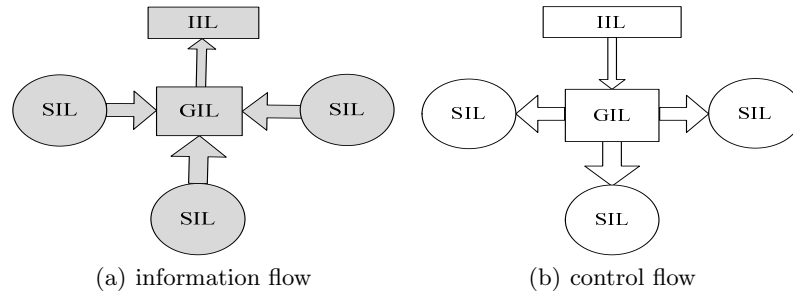 IIL
IIL
SIL
GIL
SIL
SIL
GIL
SIL
SIL
SIL
(a) information flow
(b) control flow